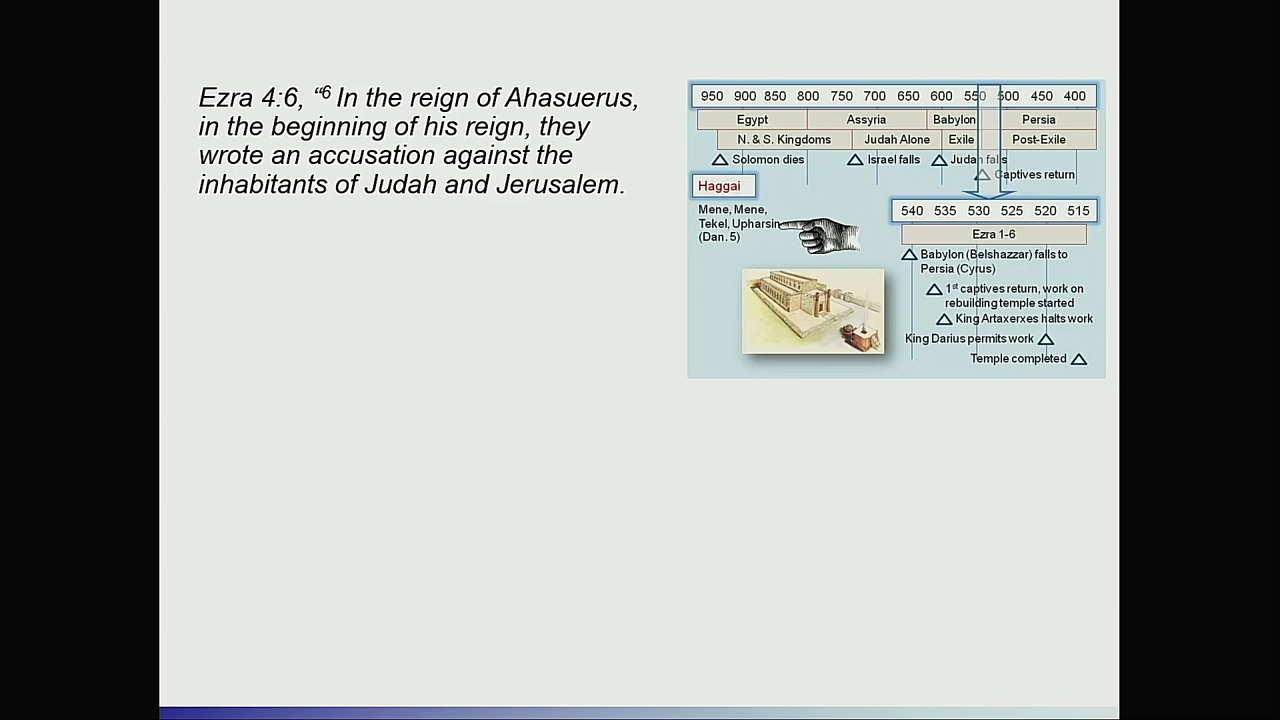 Ezra 4:6, “6 In the reign of Ahasuerus,
in the beginning of his reign, they
wrote an accusation against the
inhabitants of Judah and Jerusalem.
950 900 850 800 750 700 650 600 550 500 450 400
Egypt Assyria Babylon Persia
N. & S. Kingdoms Judah Alone Exile Post-Exile
Solomon dies Israel falls Judah falls
Captives return
Haggai
Mene, Mene,
Tekel, Upharsin
(Dan. 5)
540 535 530 525 520 515
Ezra 1-6
Babylon (Belshazzar) falls to
Persia (Cyrus)
1st captives return, work on
rebuilding temple started
King Artaxerxes halts work
King Darius permits work
Temple completed